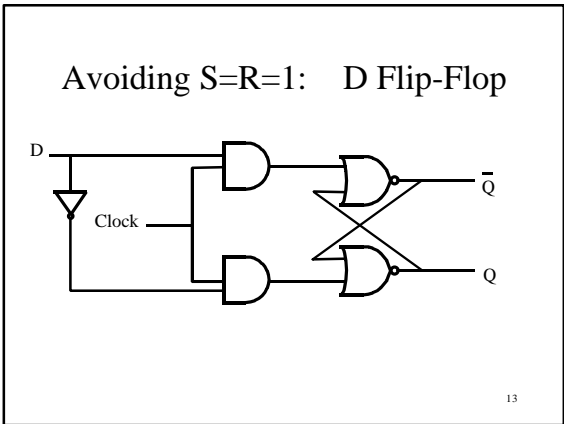 Avoiding S=R=1: D Flip-Flop
D
Q̅
Clock
Q
13